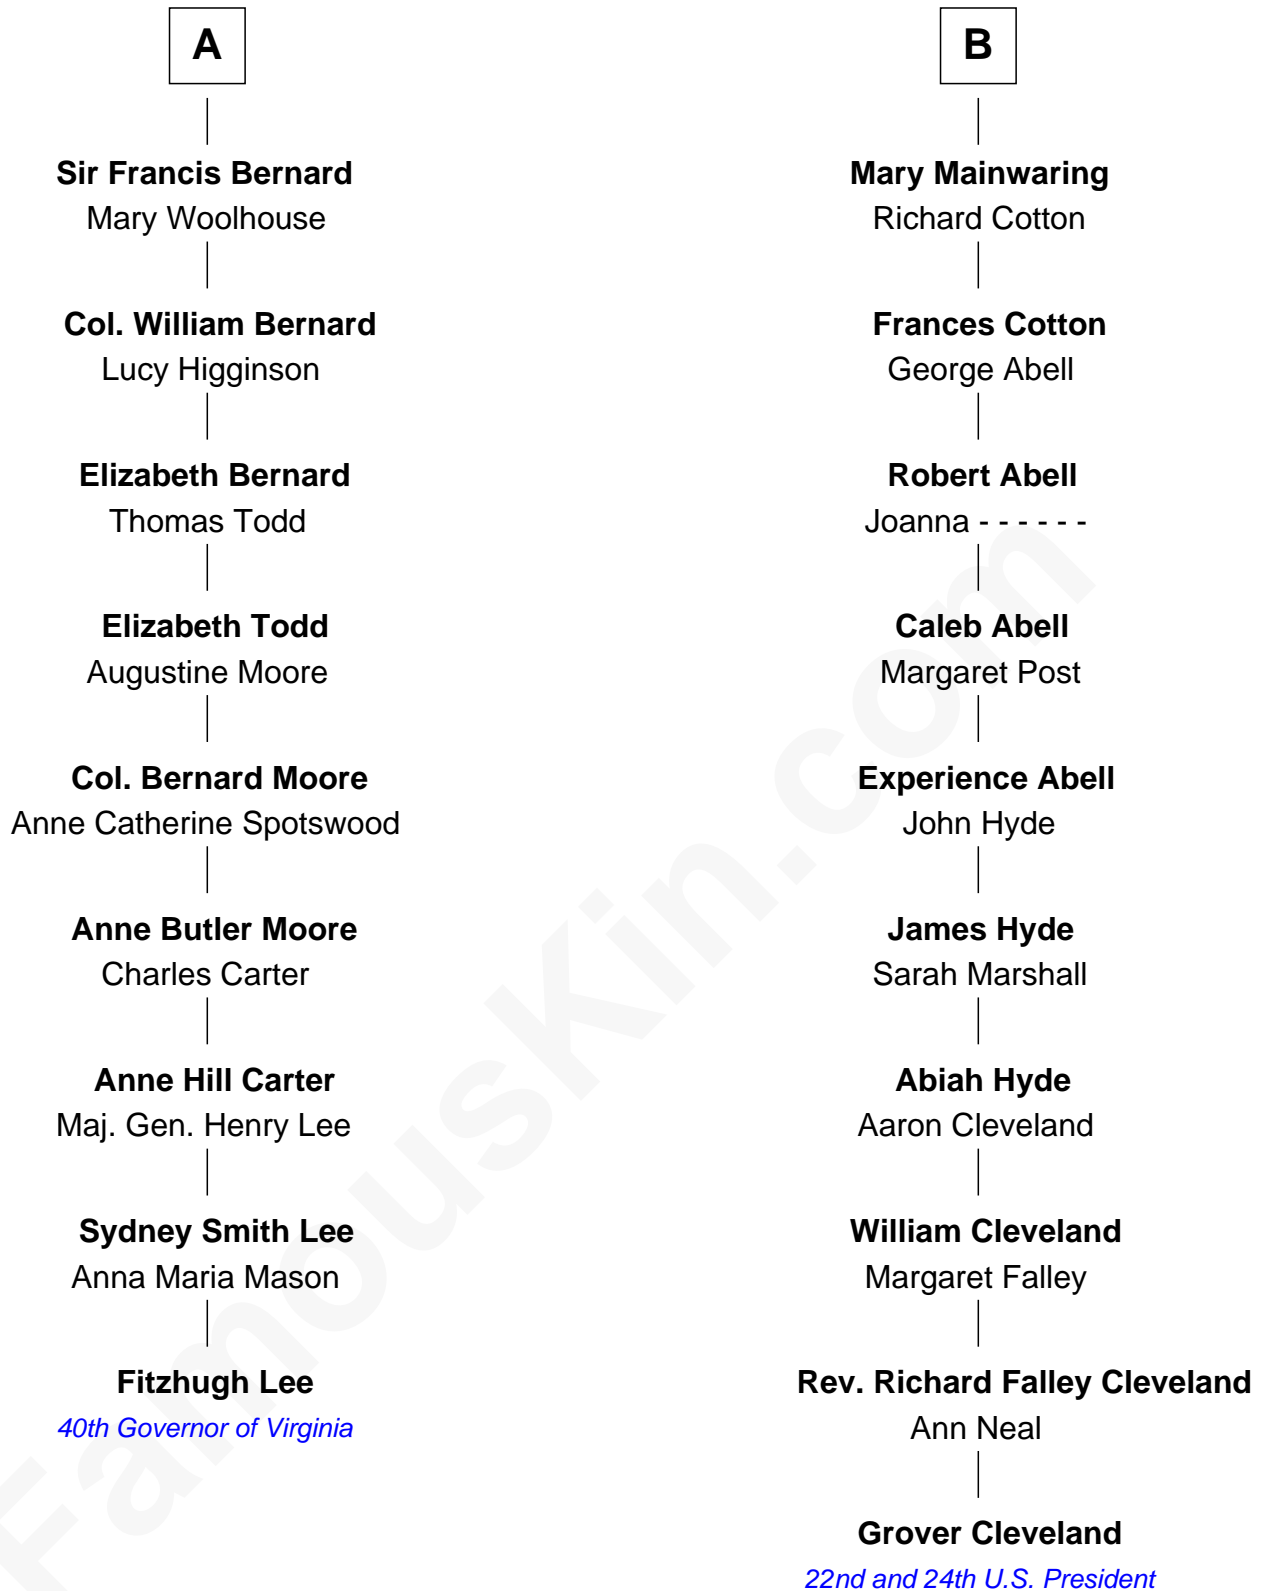 A
Sir Francis Bernard
Mary Woolhouse
Col. William Bernard
Lucy Higginson
Elizabeth Bernard
Thomas Todd
Elizabeth Todd
Augustine Moore
Col. Bernard Moore
Anne Catherine Spotswood
Anne Butler Moore
Charles Carter
Anne Hill Carter
Maj. Gen. Henry Lee
Sydney Smith Lee
Anna Maria Mason
Fitzhugh Lee
40th Governor of Virginia
B
Mary Mainwaring
Richard Cotton
Frances Cotton
George Abell
Robert Abell
Joanna - - - - - -
Caleb Abell
Margaret Post
Experience Abell
John Hyde
James Hyde
Sarah Marshall
Abiah Hyde
Aaron Cleveland
William Cleveland
Margaret Falley
Rev. Richard Falley Cleveland
Ann Neal
Grover Cleveland
22nd and 24th U.S. President
FamousKin.com